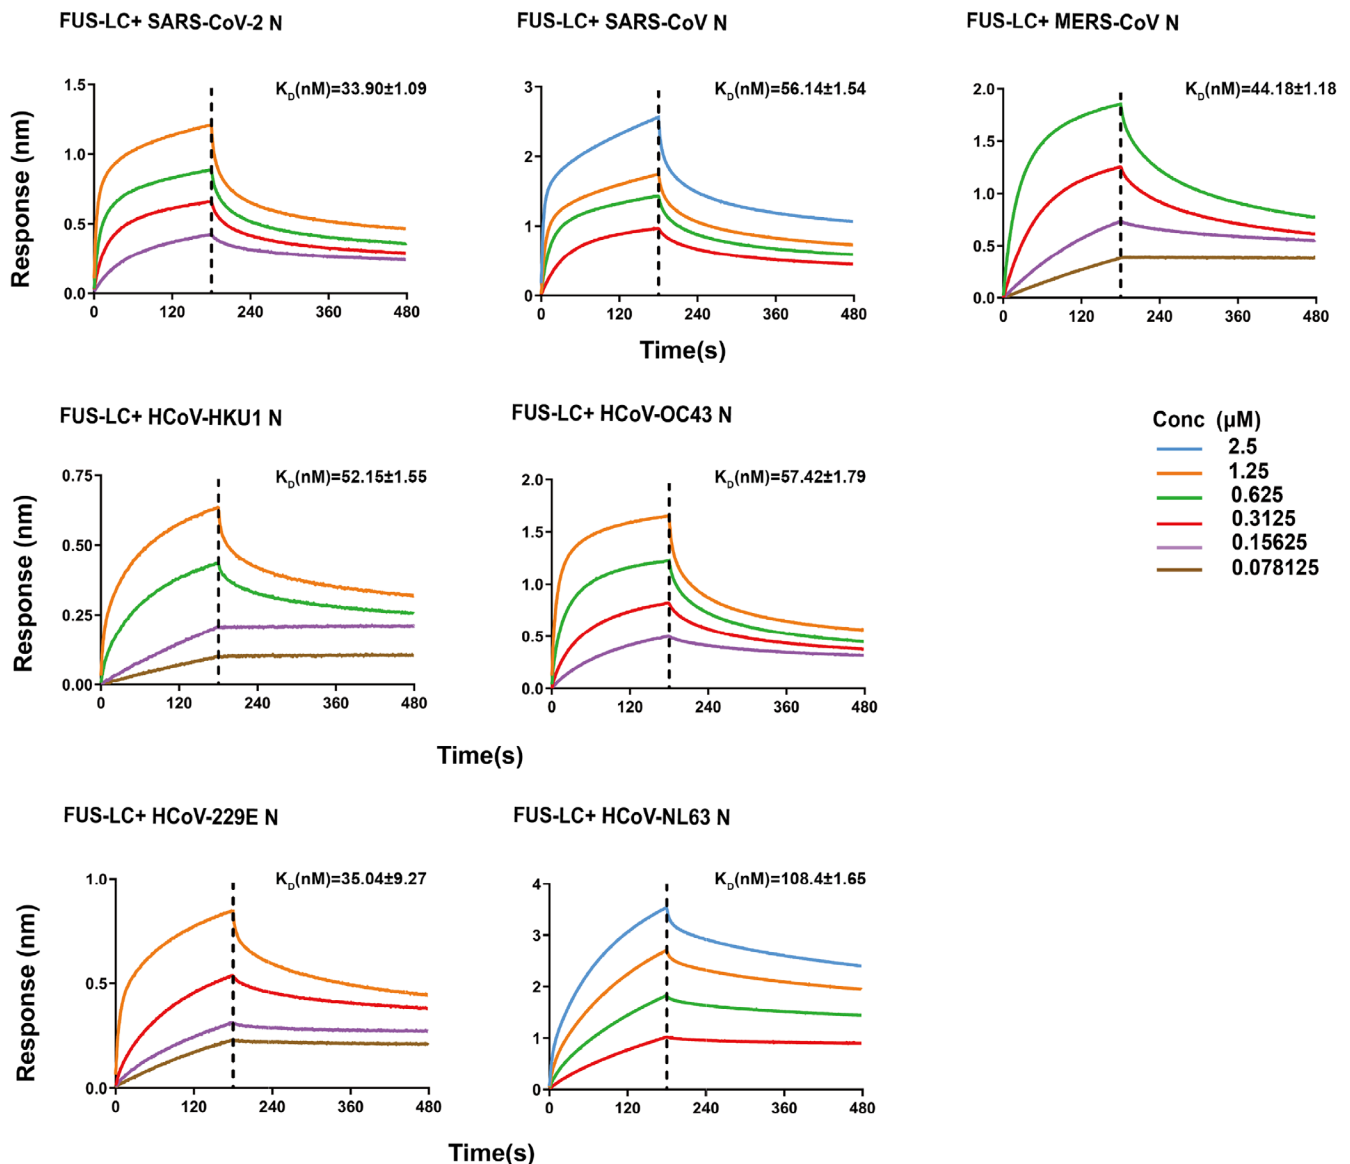 FUS-LC+ SARS-CoV-2 N
FUS-LC+ SARS-CoV N
FUS-LC+ MERS-CoV N
Response (nm)
1.5
1.0
0.5
0.0
K_D(nM)=33.90±1.09
0 120 240 360 480
3
2
1
0
K_D(nM)=56.14±1.54
0 120 240 360 480
2.0
1.5
1.0
0.5
0.0
K_D(nM)=44.18±1.18
0 120 240 360 480
Time(s)
FUS-LC+ HCoV-HKU1 N
FUS-LC+ HCoV-OC43 N
Response (nm)
0.75
0.50
0.25
0.00
K_D(nM)=52.15±1.55
0 120 240 360 480
2.0
1.5
1.0
0.5
0.0
K_D(nM)=57.42±1.79
0 120 240 360 480
Time(s)
Conc (μM)
2.5
1.25
0.625
0.3125
0.15625
0.078125
FUS-LC+ HCoV-229E N
FUS-LC+ HCoV-NL63 N
Response (nm)
1.0
0.5
0.0
K_D(nM)=35.04±9.27
0 120 240 360 480
4
3
2
1
0
K_D(nM)=108.4±1.65
0 120 240 360 480
Time(s)